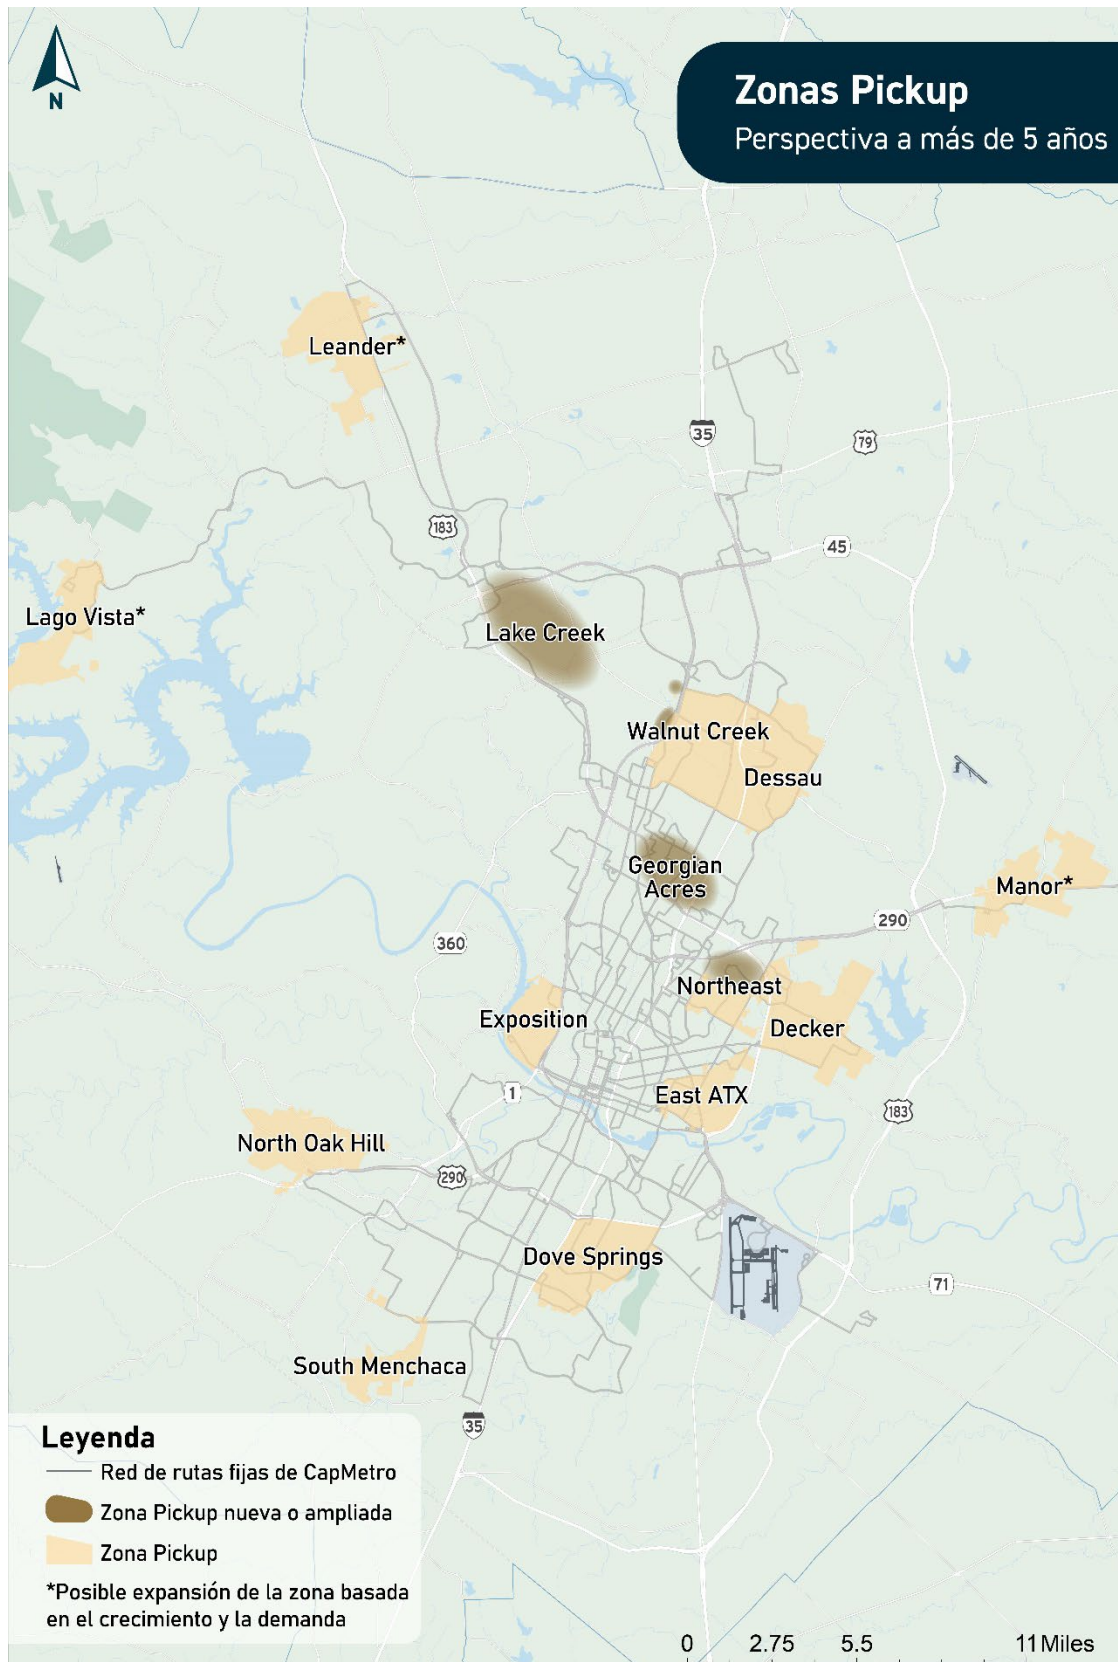 N
Zonas Pickup
Perspectiva a más de 5 años
Leander*
35
79
183
45
Lago Vista*
Lake Creek
Walnut Creek
Dessau
Georgian
Acres
Manor*
290
360
Northeast
Exposition
Decker
1
East ATX
183
North Oak Hill
290
Dove Springs
71
South Menchaca
35
Leyenda
Red de rutas fijas de CapMetro
Zona Pickup nueva o ampliada
Zona Pickup
*Posible expansión de la zona basada
en el crecimiento y la demanda
0 2.75 5.5 11 Miles